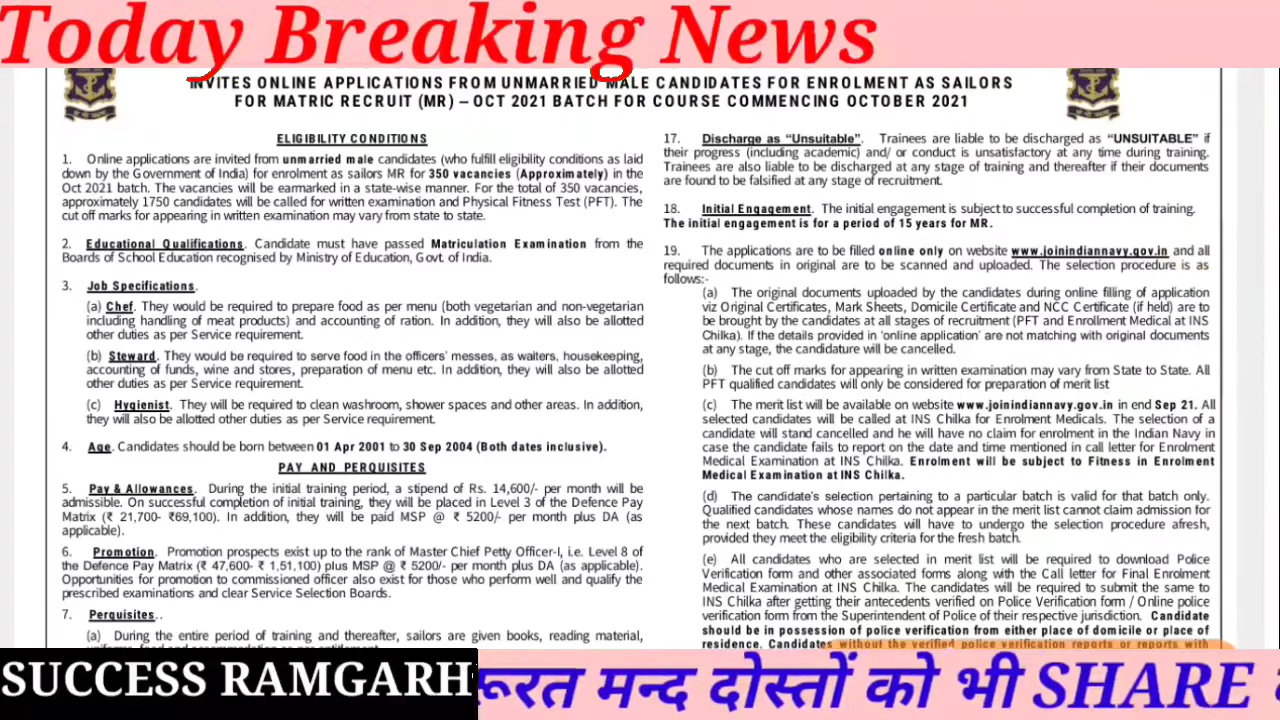 Today Breaking News
INVITES ONLINE APPLICATIONS FROM UNMARRIED MALE CANDIDATES FOR ENROLMENT AS SAILORS
FOR MATRIC RECRUIT (MR) – OCT 2021 BATCH FOR COURSE COMMENCING OCTOBER 2021
ELIGIBILITY CONDITIONS
1. Online applications are invited from unmarried male candidates (who fulfill eligibility conditions as laid
down by the Government of India) for enrolment as sailors MR for 350 vacancies (Approximately) in the
Oct 2021 batch. The vacancies will be earmarked in a state-wise manner. For the total of 350 vacancies,
approximately 1750 candidates will be called for written examination and Physical Fitness Test (PFT). The
cut off marks for appearing in written examination may vary from state to state.
2. Educational Qualifications. Candidate must have passed Matriculation Examination from the
Boards of School Education recognised by Ministry of Education, Govt. of India.
3. Job Specifications.
(a) Chef. They would be required to prepare food as per menu (both vegetarian and non-vegetarian
including handling of meat products) and accounting of ration. In addition, they will also be allotted
other duties as per Service requirement.
(b) Steward. They would be required to serve food in the officers' messes, as waiters, housekeeping,
accounting of funds, wine and stores, preparation of menu etc. In addition, they will also be allotted
other duties as per Service requirement.
(c) Hygienist. They will be required to clean washroom, shower spaces and other areas. In addition,
they will also be allotted other duties as per Service requirement.
4. Age. Candidates should be born between 01 Apr 2001 to 30 Sep 2004 (Both dates inclusive).
PAY AND PERQUISITES
5. Pay & Allowances. During the initial training period, a stipend of Rs. 14,600/- per month will be
admissible. On successful completion of initial training, they will be placed in Level 3 of the Defence Pay
Matrix (₹ 21,700- ₹69,100). In addition, they will be paid MSP @ ₹ 5200/- per month plus DA (as
applicable).
6. Promotion. Promotion prospects exist up to the rank of Master Chief Petty Officer-I, i.e. Level 8 of
the Defence Pay Matrix (₹ 47,600- ₹ 1,51,100) plus MSP @ ₹ 5200/- per month plus DA (as applicable).
Opportunities for promotion to commissioned officer also exist for those who perform well and qualify the
prescribed examinations and clear Service Selection Boards.
7. Perquisites..
(a) During the entire period of training and thereafter, sailors are given books, reading material,
17. Discharge as “Unsuitable”. Trainees are liable to be discharged as “UNSUITABLE” if
their progress (including academic) and/ or conduct is unsatisfactory at any time during training.
Trainees are also liable to be discharged at any stage of training and thereafter if their documents
are found to be falsified at any stage of recruitment.
18. Initial Engagement. The initial engagement is subject to successful completion of training.
The initial engagement is for a period of 15 years for MR.
19. The applications are to be filled online only on website www.joinindiannavy.gov.in and all
required documents in original are to be scanned and uploaded. The selection procedure is as
follows:-
(a) The original documents uploaded by the candidates during online filling of application
viz Original Certificates, Mark Sheets, Domicile Certificate and NCC Certificate (if held) are to
be brought by the candidates at all stages of recruitment (PFT and Enrollment Medical at INS
Chilka). If the details provided in 'online application' are not matching with original documents
at any stage, the candidature will be cancelled.
(b) The cut off marks for appearing in written examination may vary from State to State. All
PFT qualified candidates will only be considered for preparation of merit list
(c) The merit list will be available on website www.joinindiannavy.gov.in in end Sep 21. All
selected candidates will be called at INS Chilka for Enrolment Medicals. The selection of a
candidate will stand cancelled and he will have no claim for enrolment in the Indian Navy in
case the candidate fails to report on the date and time mentioned in call letter for Enrolment
Medical Examination at INS Chilka. Enrolment will be subject to Fitness in Enrolment
Medical Examination at INS Chilka.
(d) The candidate's selection pertaining to a particular batch is valid for that batch only.
Qualified candidates whose names do not appear in the merit list cannot claim admission for
the next batch. These candidates will have to undergo the selection procedure afresh,
provided they meet the eligibility criteria for the fresh batch.
(e) All candidates who are selected in merit list will be required to download Police
Verification form and other associated forms along with the Call letter for Final Enrolment
Medical Examination at INS Chilka. The candidates will be required to submit the same to
INS Chilka after getting their antecedents verified on Police Verification form / Online police
verification form from the Superintendent of Police of their respective jurisdiction. Candidate
should be in possession of police verification from either place of domicile or place of
residence. Candidates without the verified police verification reports or reports with
SUCCESS RAMGARH
रूरत मन्द दोस्तों को भी SHARE